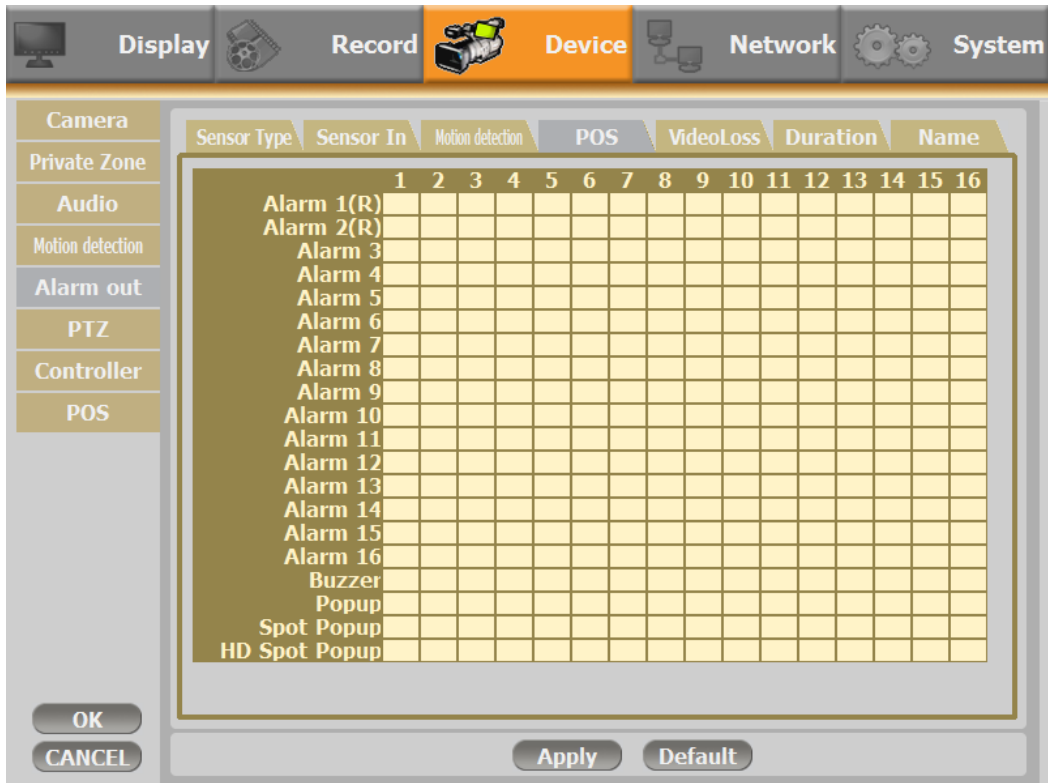 Display Record Device Network System
Camera
Private Zone
Audio
Motion detection
Alarm out
PTZ
Controller
POS
OK
CANCEL
Sensor Type Sensor In Motion detection POS VideoLoss Duration Name
1 2 3 4 5 6 7 8 9 10 11 12 13 14 15 16
Alarm 1(R)
Alarm 2(R)
Alarm 3
Alarm 4
Alarm 5
Alarm 6
Alarm 7
Alarm 8
Alarm 9
Alarm 10
Alarm 11
Alarm 12
Alarm 13
Alarm 14
Alarm 15
Alarm 16
Buzzer
Popup
Spot Popup
HD Spot Popup
Apply Default